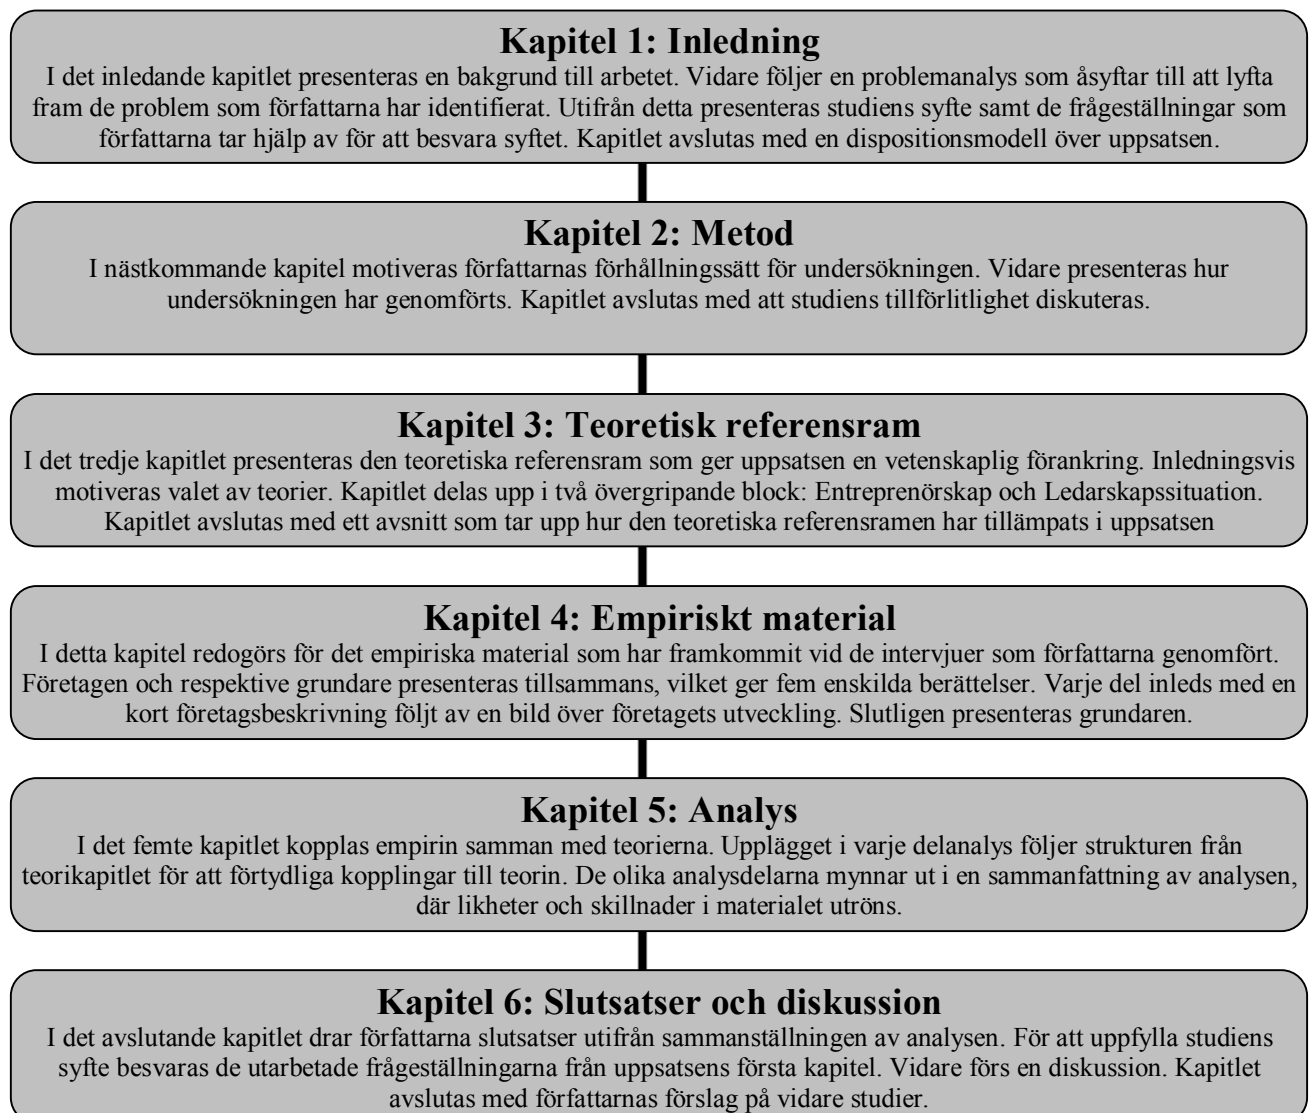 Kapitel 1: Inledning
I det inledande kapitlet presenteras en bakgrund till arbetet. Vidare följer en problemanalys som åsyftar till att lyfta
fram de problem som författarna har identifierat. Utifrån detta presenteras studiens syfte samt de frågeställningar som
författarna tar hjälp av för att besvara syftet. Kapitlet avslutas med en dispositionsmodell över uppsatsen.
Kapitel 2: Metod
I nästkommande kapitel motiveras författarnas förhållningssätt för undersökningen. Vidare presenteras hur
undersökningen har genomförts. Kapitlet avslutas med att studiens tillförlitlighet diskuteras.
Kapitel 3: Teoretisk referensram
I det tredje kapitlet presenteras den teoretiska referensram som ger uppsatsen en vetenskaplig förankring. Inledningsvis
motiveras valet av teorier. Kapitlet delas upp i två övergripande block: Entreprenörskap och Ledarskapssituation.
Kapitlet avslutas med ett avsnitt som tar upp hur den teoretiska referensramen har tillämpats i uppsatsen
Kapitel 4: Empiriskt material
I detta kapitel redogörs för det empiriska material som har framkommit vid de intervjuer som författarna genomfört.
Företagen och respektive grundare presenteras tillsammans, vilket ger fem enskilda berättelser. Varje del inleds med en
kort företagsbeskrivning följt av en bild över företagets utveckling. Slutligen presenteras grundaren.
Kapitel 5: Analys
I det femte kapitlet kopplas empirin samman med teorierna. Upplägget i varje delanalys följer strukturen från
teorikapitlet för att förtydliga kopplingar till teorin. De olika analysdelarna mynnar ut i en sammanfattning av analysen,
där likheter och skillnader i materialet utröns.
Kapitel 6: Slutsatser och diskussion
I det avslutande kapitlet drar författarna slutsatser utifrån sammanställningen av analysen. För att uppfylla studiens
syfte besvaras de utarbetade frågeställningarna från uppsatsens första kapitel. Vidare förs en diskussion. Kapitlet
avslutas med författarnas förslag på vidare studier.